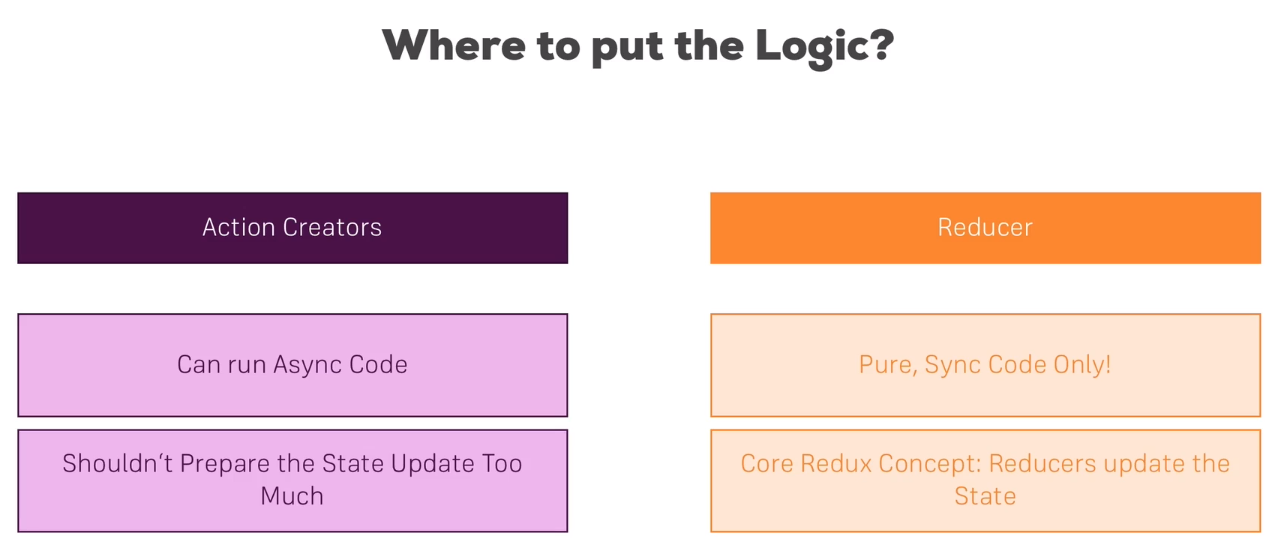 Where to put the Logic?
Action Creators
Reducer
Can run Async Code
Pure, Sync Code Only!
Shouldn‘t Prepare the State Update Too
Much
Core Redux Concept: Reducers update the
State